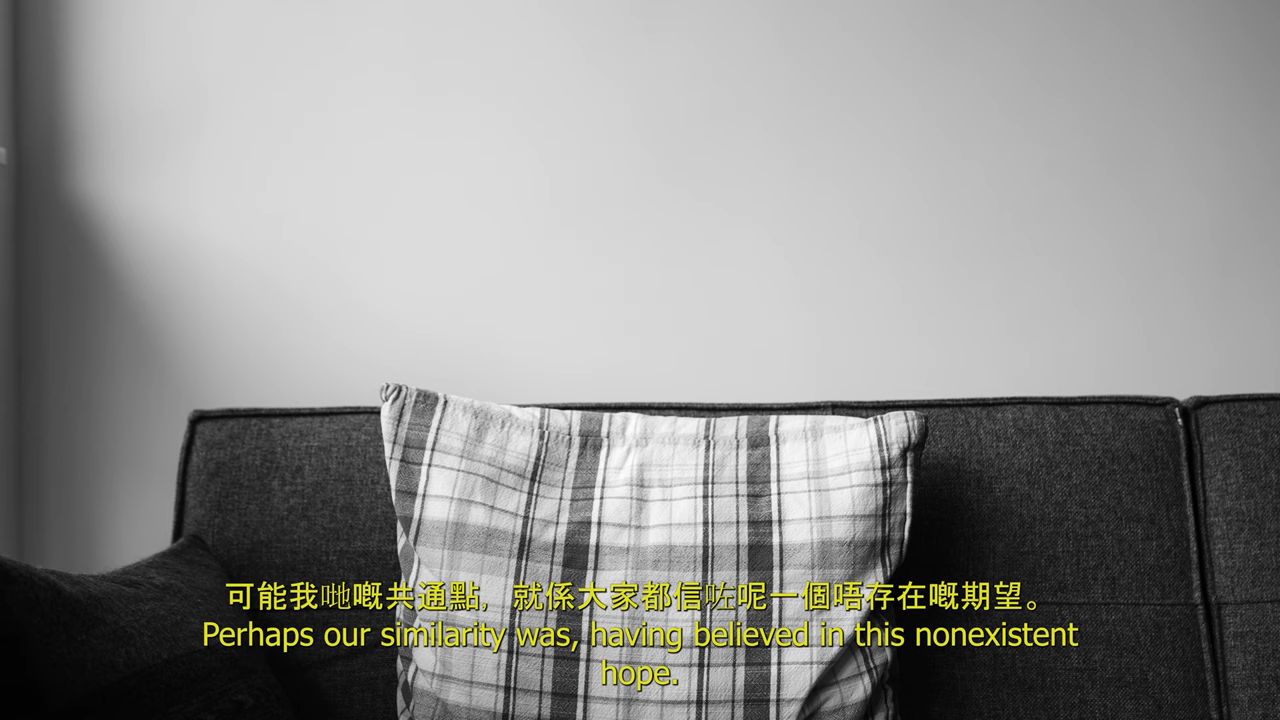 可能我哋嘅共通點，就係大家都信咗呢一個唔存在嘅期望。
Perhaps our similarity was, having believed in this nonexistent
hope.